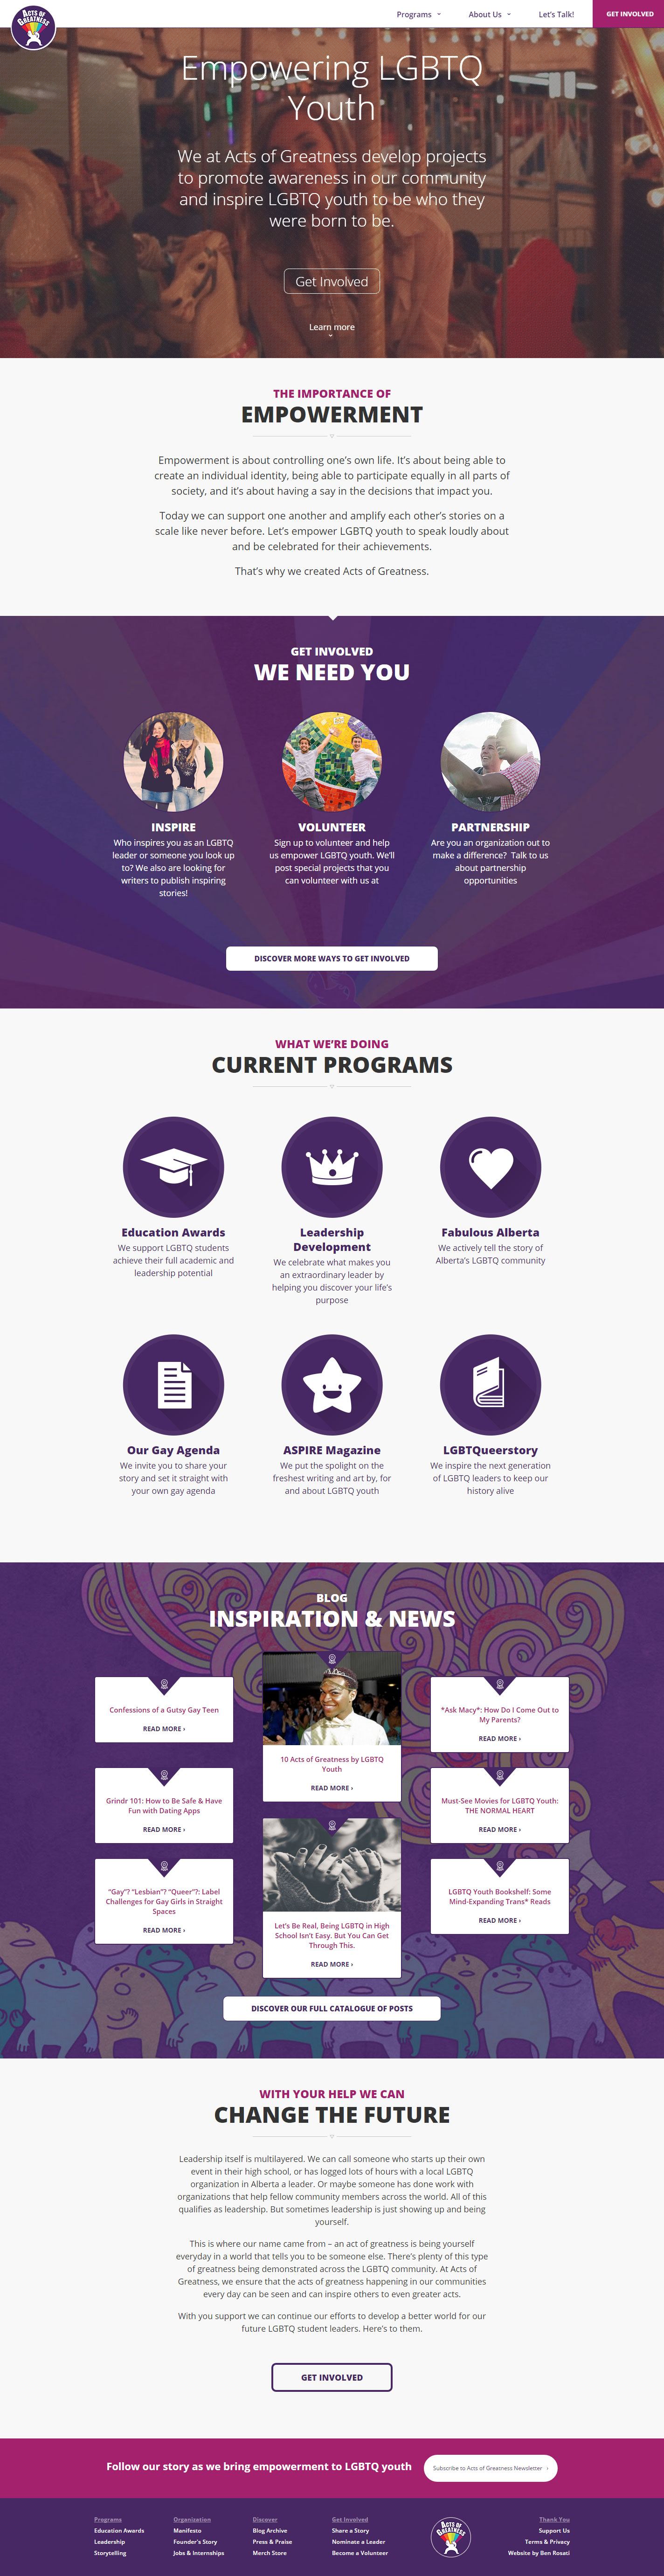 ACTS OF
GREATNESS
Programs
About Us
Let's Talk!
GET INVOLVED
Empowering LGBTQ
Youth
We at Acts of Greatness develop projects
to promote awareness in our community
and inspire LGBTQ youth to be who they
were born to be.
Get Involved
Learn more
THE IMPORTANCE OF
EMPOWERMENT
Empowerment is about controlling one's own life. It's about being able to
create an individual identity, being able to participate equally in all parts of
society, and it's about having a say in the decisions that impact you.
Today we can support one another and amplify each other's stories on a
scale like never before. Let's empower LGBTQ youth to speak loudly about
and be celebrated for their achievements.
That's why we created Acts of Greatness.
GET INVOLVED
WE NEED YOU
INSPIRE
Who inspires you as an LGBTQ
leader or someone you look up
to? We also are looking for
writers to publish inspiring
stories!
VOLUNTEER
Sign up to volunteer and help
us empower LGBTQ youth. We'll
post special projects that you
can volunteer with us at
PARTNERSHIP
Are you an organization out to
make a difference? Talk to us
about partnership
opportunities
DISCOVER MORE WAYS TO GET INVOLVED
WHAT WE'RE DOING
CURRENT PROGRAMS
Education Awards
We support LGBTQ students
achieve their full academic and
leadership potential
Leadership
Development
We celebrate what makes you
an extraordinary leader by
helping you discover your life's
purpose
Fabulous Alberta
We actively tell the story of
Alberta's LGBTQ community
Our Gay Agenda
We invite you to share your
story and set it straight with
your own gay agenda
ASPIRE Magazine
We put the spotlight on the
freshest writing and art by, for
and about LGBTQ youth
LGBTQueerstory
We inspire the next generation
of LGBTQ leaders to keep our
history alive
BLOG
INSPIRATION & NEWS
Confessions of a Gutsy Gay Teen
READ MORE ›
Grindr 101: How to Be Safe & Have
Fun with Dating Apps
READ MORE ›
"Gay"? "Lesbian"? "Queer"?: Label
Challenges for Gay Girls in Straight
Spaces
READ MORE ›
10 Acts of Greatness by LGBTQ
Youth
READ MORE ›
Let's Be Real, Being LGBTQ in High
School Isn't Easy. But You Can Get
Through This.
READ MORE ›
*Ask Macy*: How Do I Come Out to
My Parents?
READ MORE ›
Must-See Movies for LGBTQ Youth:
THE NORMAL HEART
READ MORE ›
LGBTQ Youth Bookshelf: Some
Mind-Expanding Trans* Reads
READ MORE ›
DISCOVER OUR FULL CATALOGUE OF POSTS
WITH YOUR HELP WE CAN
CHANGE THE FUTURE
Leadership itself is multilayered. We can call someone who starts up their own
event in their high school, or has logged lots of hours with a local LGBTQ
organization in Alberta a leader. Or maybe someone has done work with
organizations that help fellow community members across the world. All of this
qualifies as leadership. But sometimes leadership is just showing up and being
yourself.
This is where our name came from – an act of greatness is being yourself
everyday in a world that tells you to be someone else. There's plenty of this type
of greatness being demonstrated across the LGBTQ community. At Acts of
Greatness, we ensure that the acts of greatness happening in our communities
every day can be seen and can inspire others to even greater acts.
With you support we can continue our efforts to develop a better world for our
future LGBTQ student leaders. Here's to them.
GET INVOLVED
Follow our story as we bring empowerment to LGBTQ youth
Subscribe to Acts of Greatness Newsletter ›
Programs
Education Awards
Leadership
Storytelling
Organization
Manifesto
Founder's Story
Jobs & Internships
Discover
Blog Archive
Press & Praise
Merch Store
Get Involved
Share a Story
Nominate a Leader
Become a Volunteer
ACTS OF
GREATNESS
Thank You
Support Us
Terms & Privacy
Website by Ben Rosati